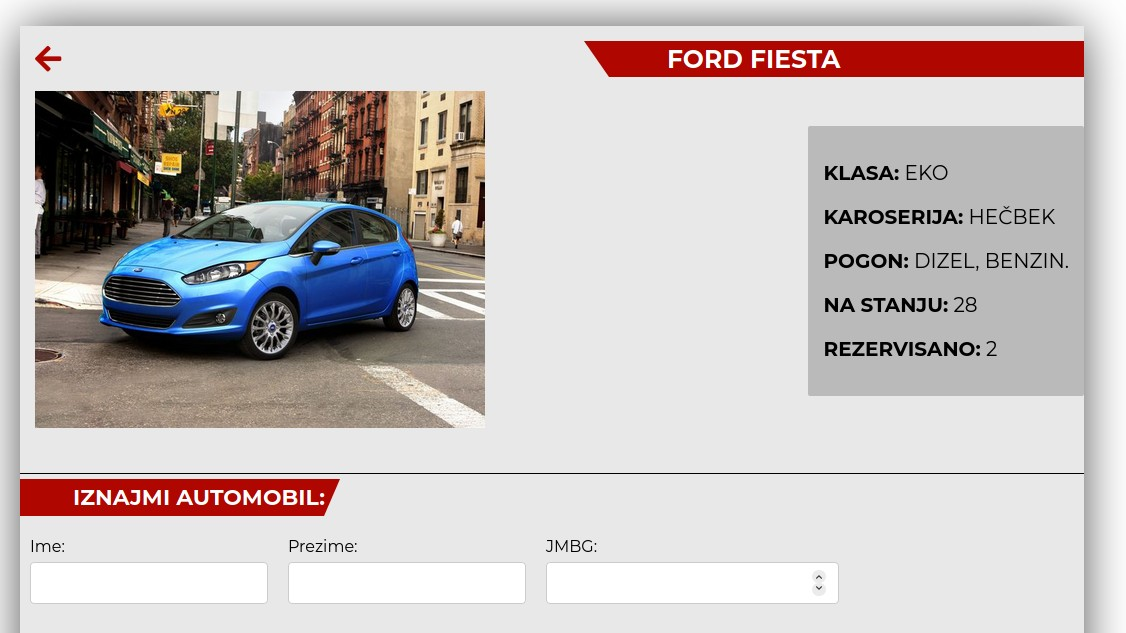 FORD FIESTA
KLASA: EKO
KAROSERIJA: HEČBEK
POGON: DIZEL, BENZIN.
NA STANJU: 28
REZERVISANO: 2
IZNAJMI AUTOMOBIL:
Ime:
Prezime:
JMBG: